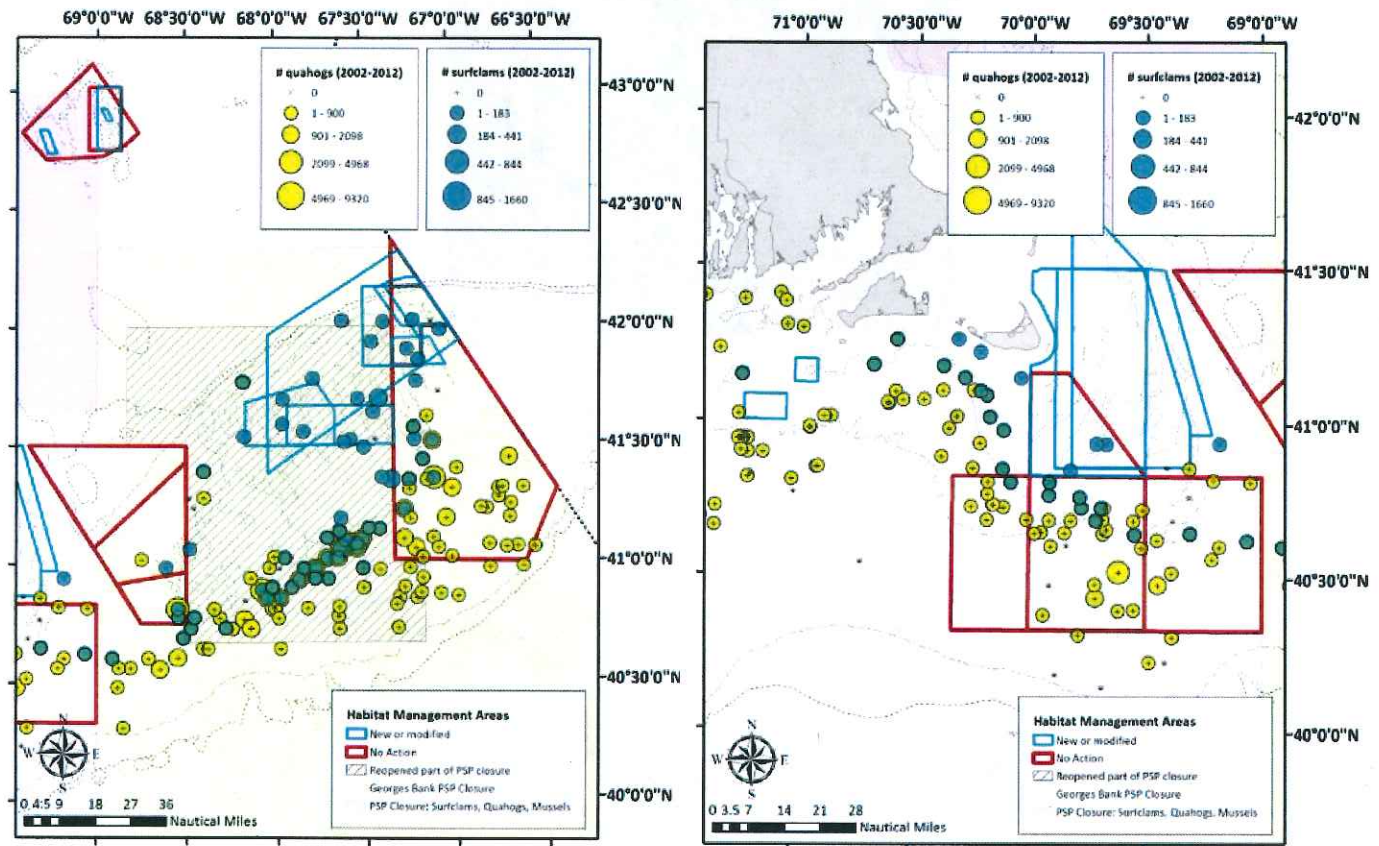 69°0'0"W 68°30'0"W 68°0'0"W 67°30'0"W 67°0'0"W 66°30'0"W
# quahogs (2002-2012)
0
1 - 900
901 - 2098
2099 - 4968
4969 - 9320
# surfclams (2002-2012)
0
1 - 183
184 - 441
442 - 844
845 - 1660
43°0'0"N
42°30'0"N
42°0'0"N
41°30'0"N
41°0'0"N
40°30'0"N
40°0'0"N
Habitat Management Areas
New or modified
No Action
Reopened part of PSP closure
Georges Bank PSP Closure
PSP Closure: Surfclams, Quahogs, Mussels
N
W E
S
0 4.5 9 18 27 36
Nautical Miles
71°0'0"W 70°30'0"W 70°0'0"W 69°30'0"W 69°0'0"W
# quahogs (2002-2012)
0
1 - 900
901 - 2098
2099 - 4968
4969 - 9320
# surfclams (2002-2012)
0
1 - 183
184 - 441
442 - 844
845 - 1660
42°0'0"N
41°30'0"N
41°0'0"N
40°30'0"N
40°0'0"N
Habitat Management Areas
New or modified
No Action
Reopened part of PSP closure
Georges Bank PSP Closure
PSP Closure: Surfclams, Quahogs, Mussels
N
W E
S
0 3.5 7 14 21 28
Nautical Miles